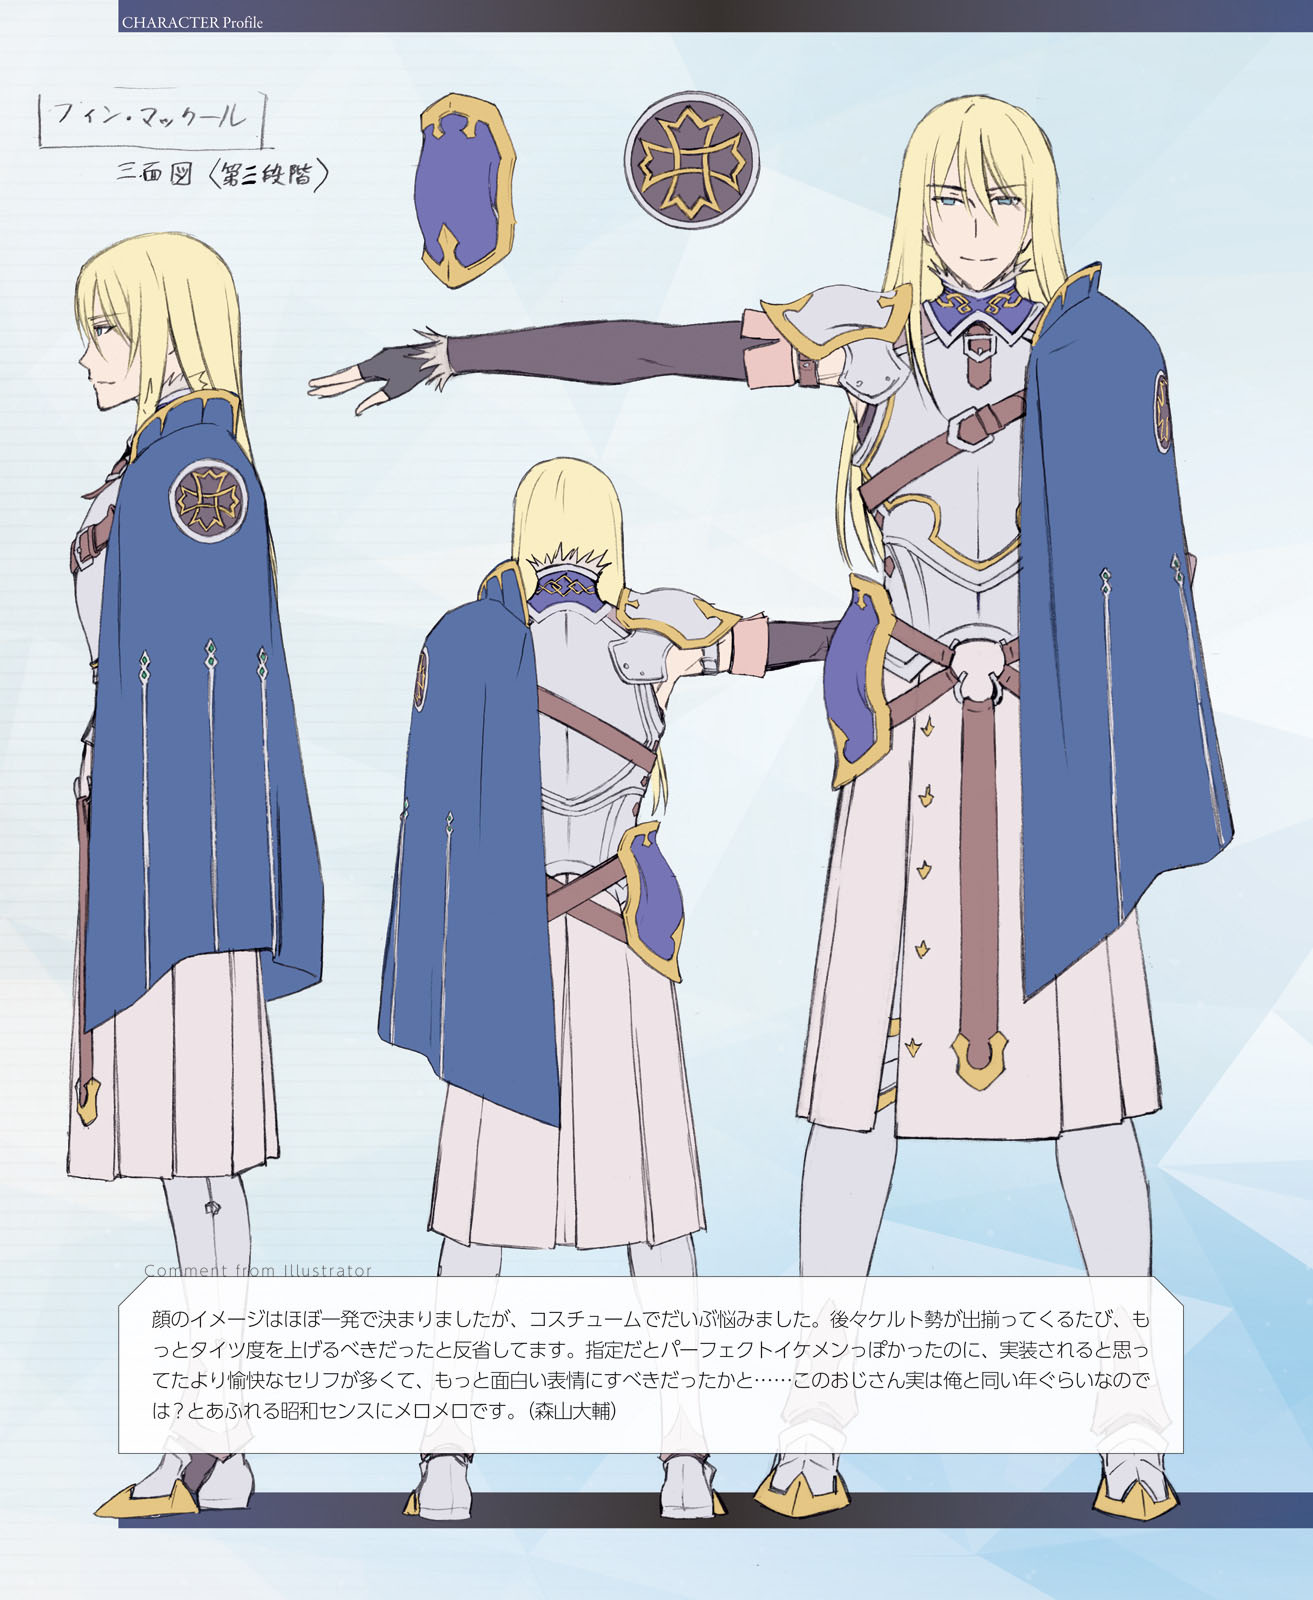 CHARACTER Profile
フィン・マックール
三面図〈第三段階〉
Comment from Illustrator
顔のイメージはほぼ一発で決まりましたが、コスチュームでだいぶ悩みました。後々ケルト勢が出揃ってくるたび、も
っとタイツ度を上げるべきだったと反省してます。指定だとパーフェクトイケメンっぽかったのに、実装されると思っ
てたより愉快なセリフが多くて、もっと面白い表情にすべきだったかと……このおじさん実は俺と同い年ぐらいなので
は？とあふれる昭和センスにメロメロです。（森山大輔）